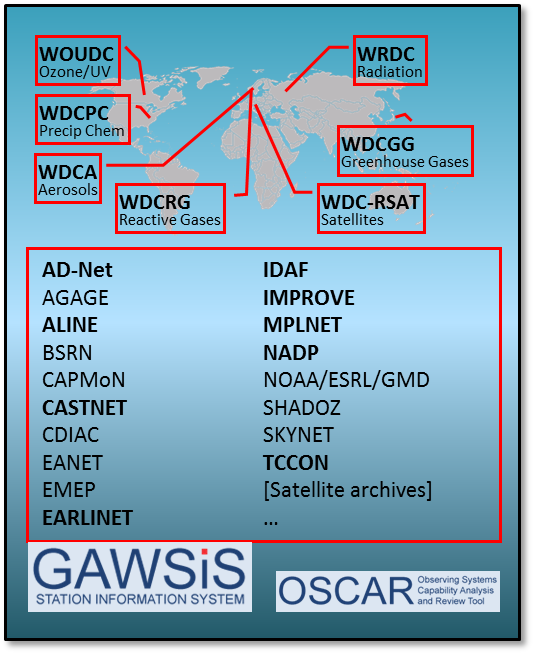 WOUDC
Ozone/UV
WRDC
Radiation
WDCPC
Precip Chem
WDCGG
Greenhouse Gases
WDCA
Aerosols
WDCRG
Reactive Gases
WDC-RSAT
Satellites
AD-Net
AGAGE
ALINE
BSRN
CAPMoN
CASTNET
CDIAC
EANET
EMEP
EARLINET
IDAF
IMPROVE
MPLNET
NADP
NOAA/ESRL/GMD
SHADOZ
SKYNET
TCCON
[Satellite archives]
...
GAWSiS
STATION INFORMATION SYSTEM
OSCAR
Observing Systems
Capability Analysis
and Review Tool